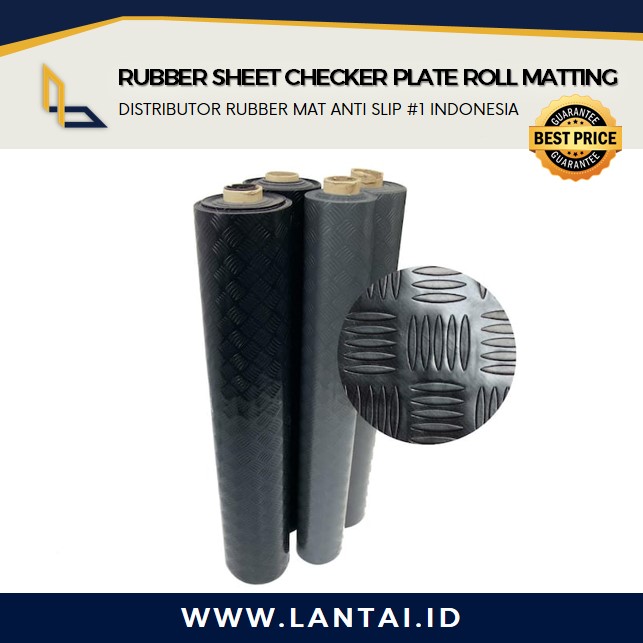 RUBBER SHEET CHECKER PLATE ROLL MATTING
DISTRIBUTOR RUBBER MAT ANTI SLIP #1 INDONESIA
GUARANTEE
BEST PRICE
GUARANTEE
WWW.LANTAI.ID